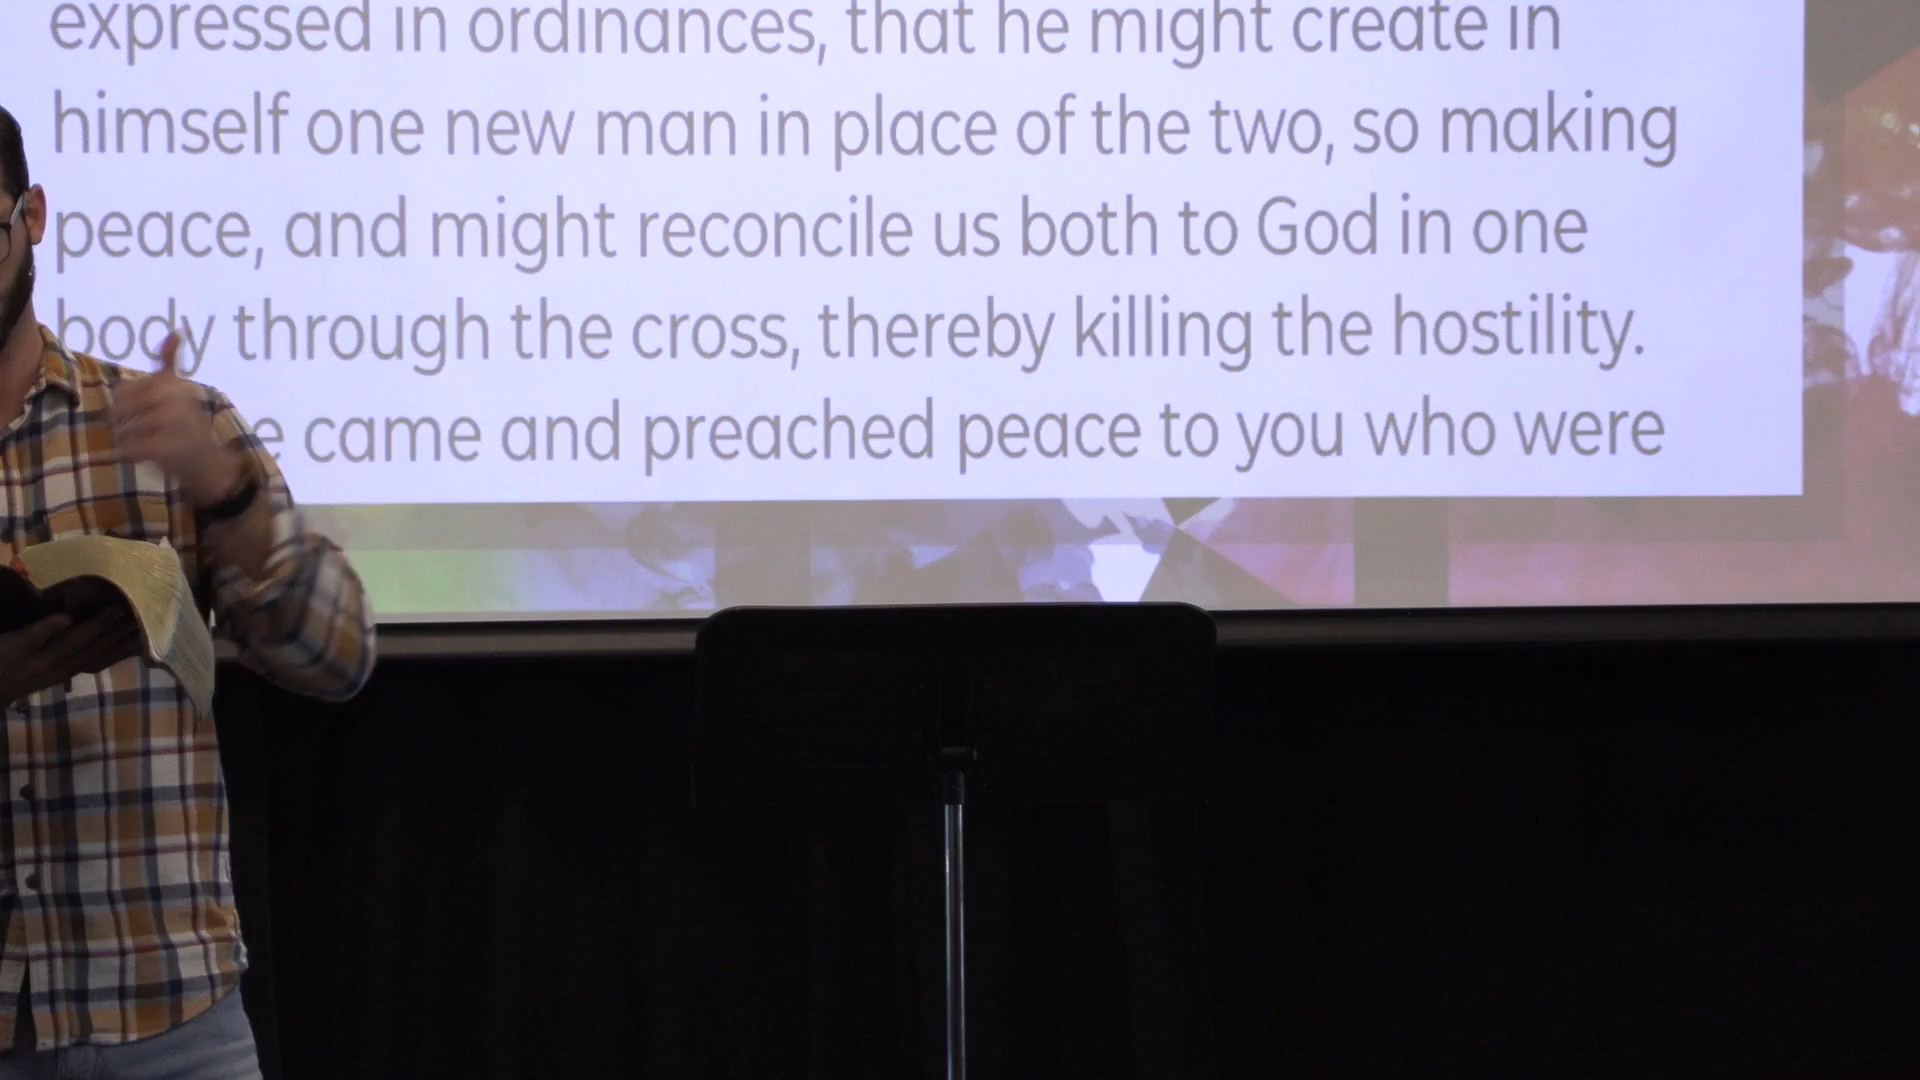 expressed in ordinances, that he might create in
himself one new man in place of the two, so making
peace, and might reconcile us both to God in one
body through the cross, thereby killing the hostility.
came and preached peace to you who were